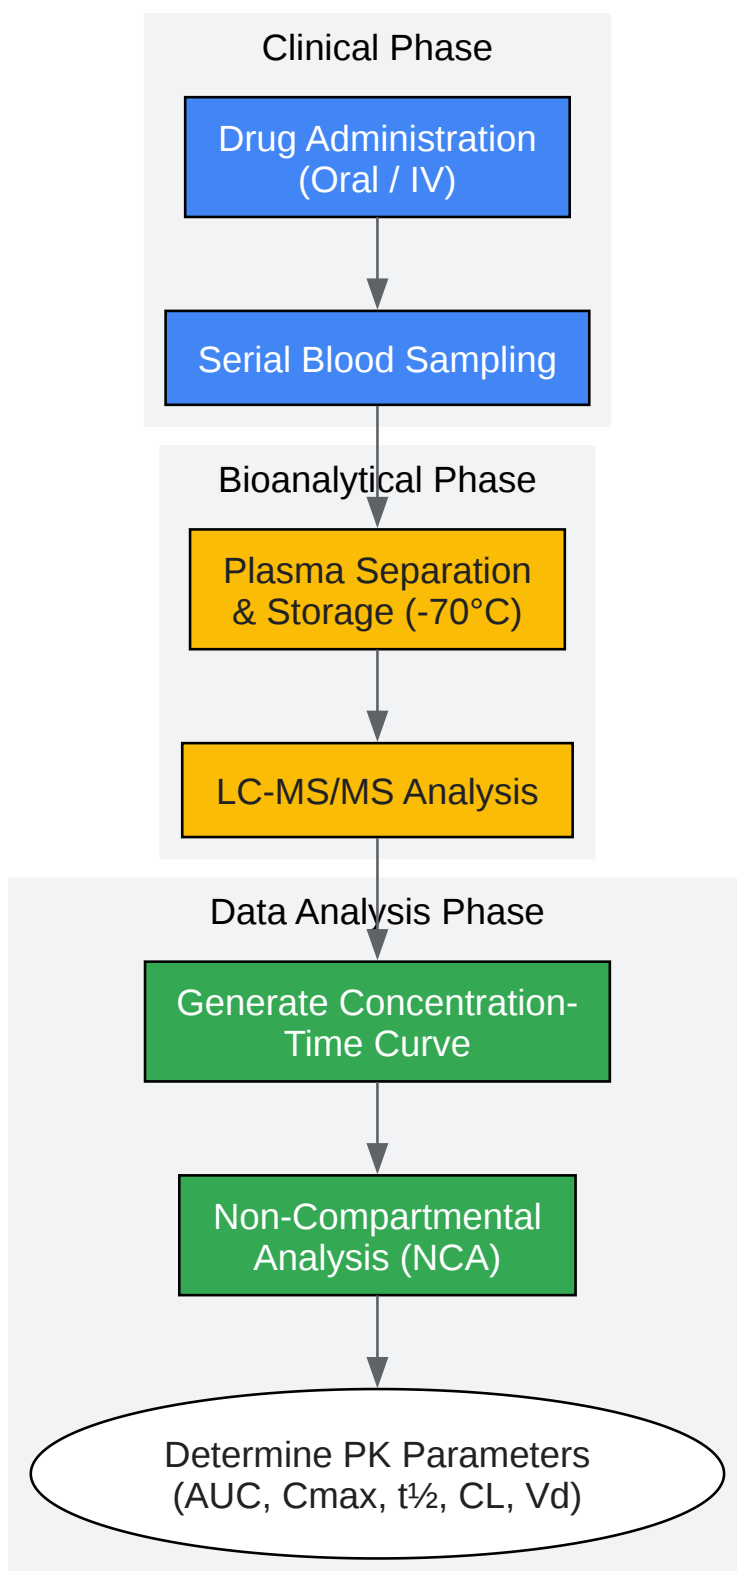 Clinical Phase
Drug Administration
(Oral / IV)
Serial Blood Sampling
Bioanalytical Phase
Plasma Separation
& Storage (-70°C)
LC-MS/MS Analysis
Data Analysis Phase
Generate Concentration-
Time Curve
Non-Compartmental
Analysis (NCA)
Determine PK Parameters
(AUC, Cmax, t½, CL, Vd)